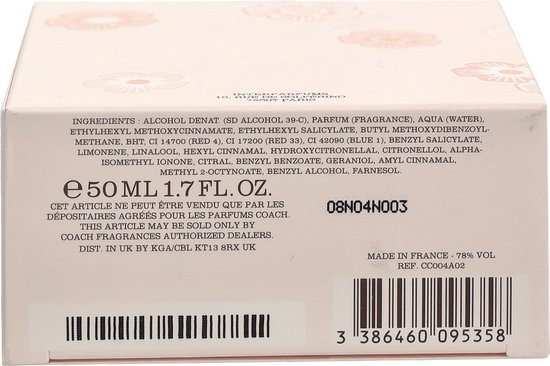 INTERPARFUMS
10, RUE DE SOLFERINO
75007 PARIS
INGREDIENTS : ALCOHOL DENAT. (SD ALCOHOL 39-C), PARFUM (FRAGRANCE), AQUA (WATER),
ETHYLHEXYL METHOXYCINNAMATE, ETHYLHEXYL SALICYLATE, BUTYL METHOXYDIBENZOYL-
METHANE, BHT, CI 14700 (RED 4), CI 17200 (RED 33), CI 42090 (BLUE 1), BENZYL SALICYLATE,
LIMONENE, LINALOOL, HEXYL CINNAMAL, HYDROXYCITRONELLAL, CITRONELLOL, ALPHA-
ISOMETHYL IONONE, CITRAL, BENZYL BENZOATE, GERANIOL, AMYL CINNAMAL,
METHYL 2-OCTYNOATE, BENZYL ALCOHOL, FARNESOL.
℮50ML 1.7FL.OZ.
CET ARTICLE NE PEUT ÊTRE VENDU QUE PAR LES
DÉPOSITAIRES AGRÉÉS POUR LES PARFUMS COACH.
THIS ARTICLE MAY BE SOLD ONLY BY
COACH FRAGRANCES AUTHORIZED DEALERS.
DIST. IN UK BY KGA/CBL KT13 8RX UK
08N04N003
MADE IN FRANCE - 78% VOL
REF. CC004A02
3 386460 095358